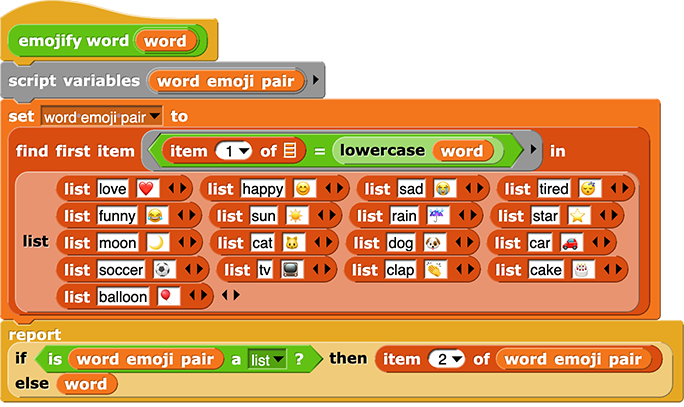 emojify word word
script variables word emoji pair
set word emoji pair to
find first item item 1 of = lowercase word in
list love ❤️ list happy 😊 list sad 😭 list tired 😴
list funny 😂 list sun ☀️ list rain ☔ list star ⭐
list
list moon 🌙 list cat 🐱 list dog 🐶 list car 🚗
list soccer ⚽ list tv 📺 list clap 👏 list cake 🎂
list balloon 🎈
report
if is word emoji pair a list ? then item 2 of word emoji pair
else word